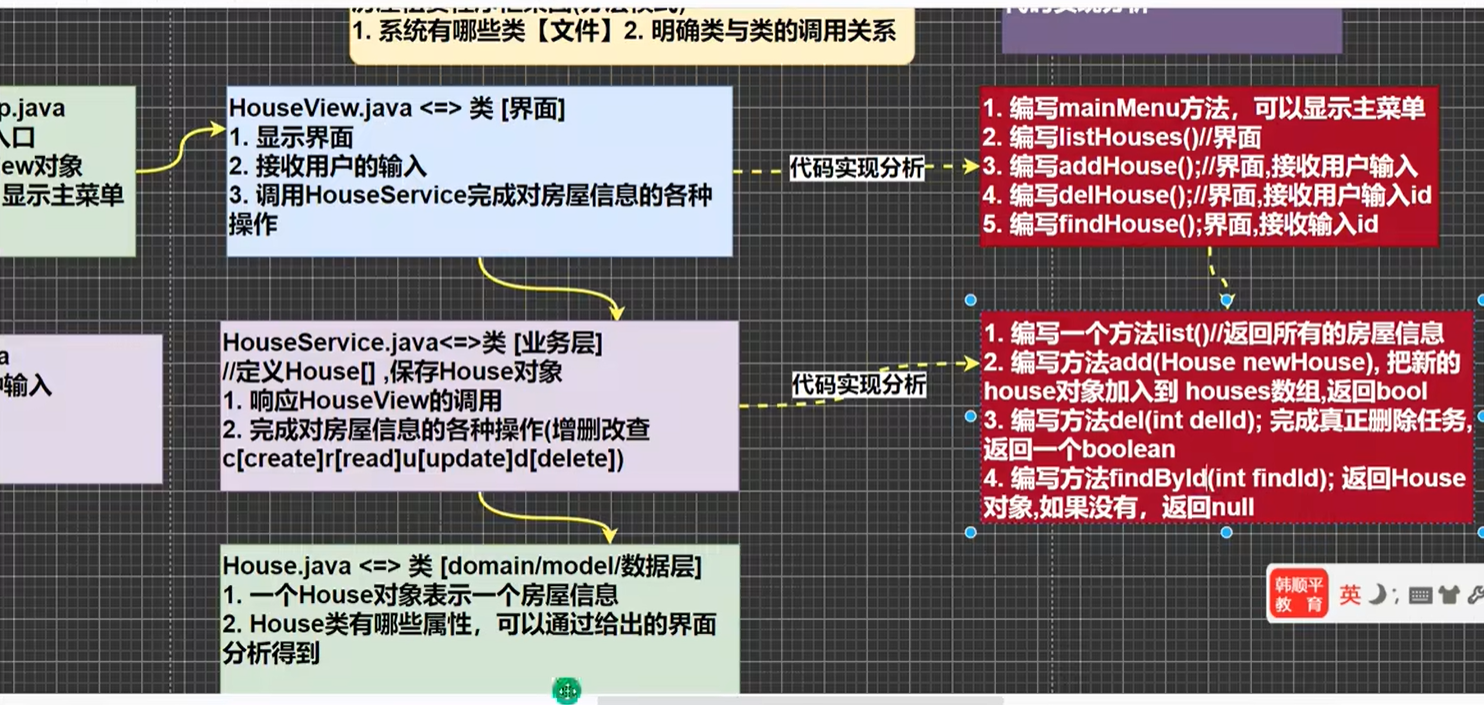 1. 系统有哪些类【文件】2. 明确类与类的调用关系
p.java
入口
ew对象
显示主菜单
HouseView.java <=> 类 [界面]
1. 显示界面
2. 接收用户的输入
3. 调用HouseService完成对房屋信息的各种
操作
代码实现分析
1. 编写mainMenu方法，可以显示主菜单
2. 编写listHouses()//界面
3. 编写addHouse();//界面,接收用户输入
4. 编写delHouse();//界面,接收用户输入id
5. 编写findHouse();界面,接收输入id
a
输入
HouseService.java<=>类 [业务层]
//定义House[] ,保存House对象
1. 响应HouseView的调用
2. 完成对房屋信息的各种操作(增删改查
c[create]r[read]u[update]d[delete])
代码实现分析
1. 编写一个方法list()//返回所有的房屋信息
2. 编写方法add(House newHouse), 把新的
house对象加入到 houses数组,返回bool
3. 编写方法del(int delId); 完成真正删除任务,
返回一个boolean
4. 编写方法findById(int findId); 返回House
对象,如果没有，返回null
House.java <=> 类 [domain/model/数据层]
1. 一个House对象表示一个房屋信息
2. House类有哪些属性，可以通过给出的界面
分析得到
韩顺平
教 育
英